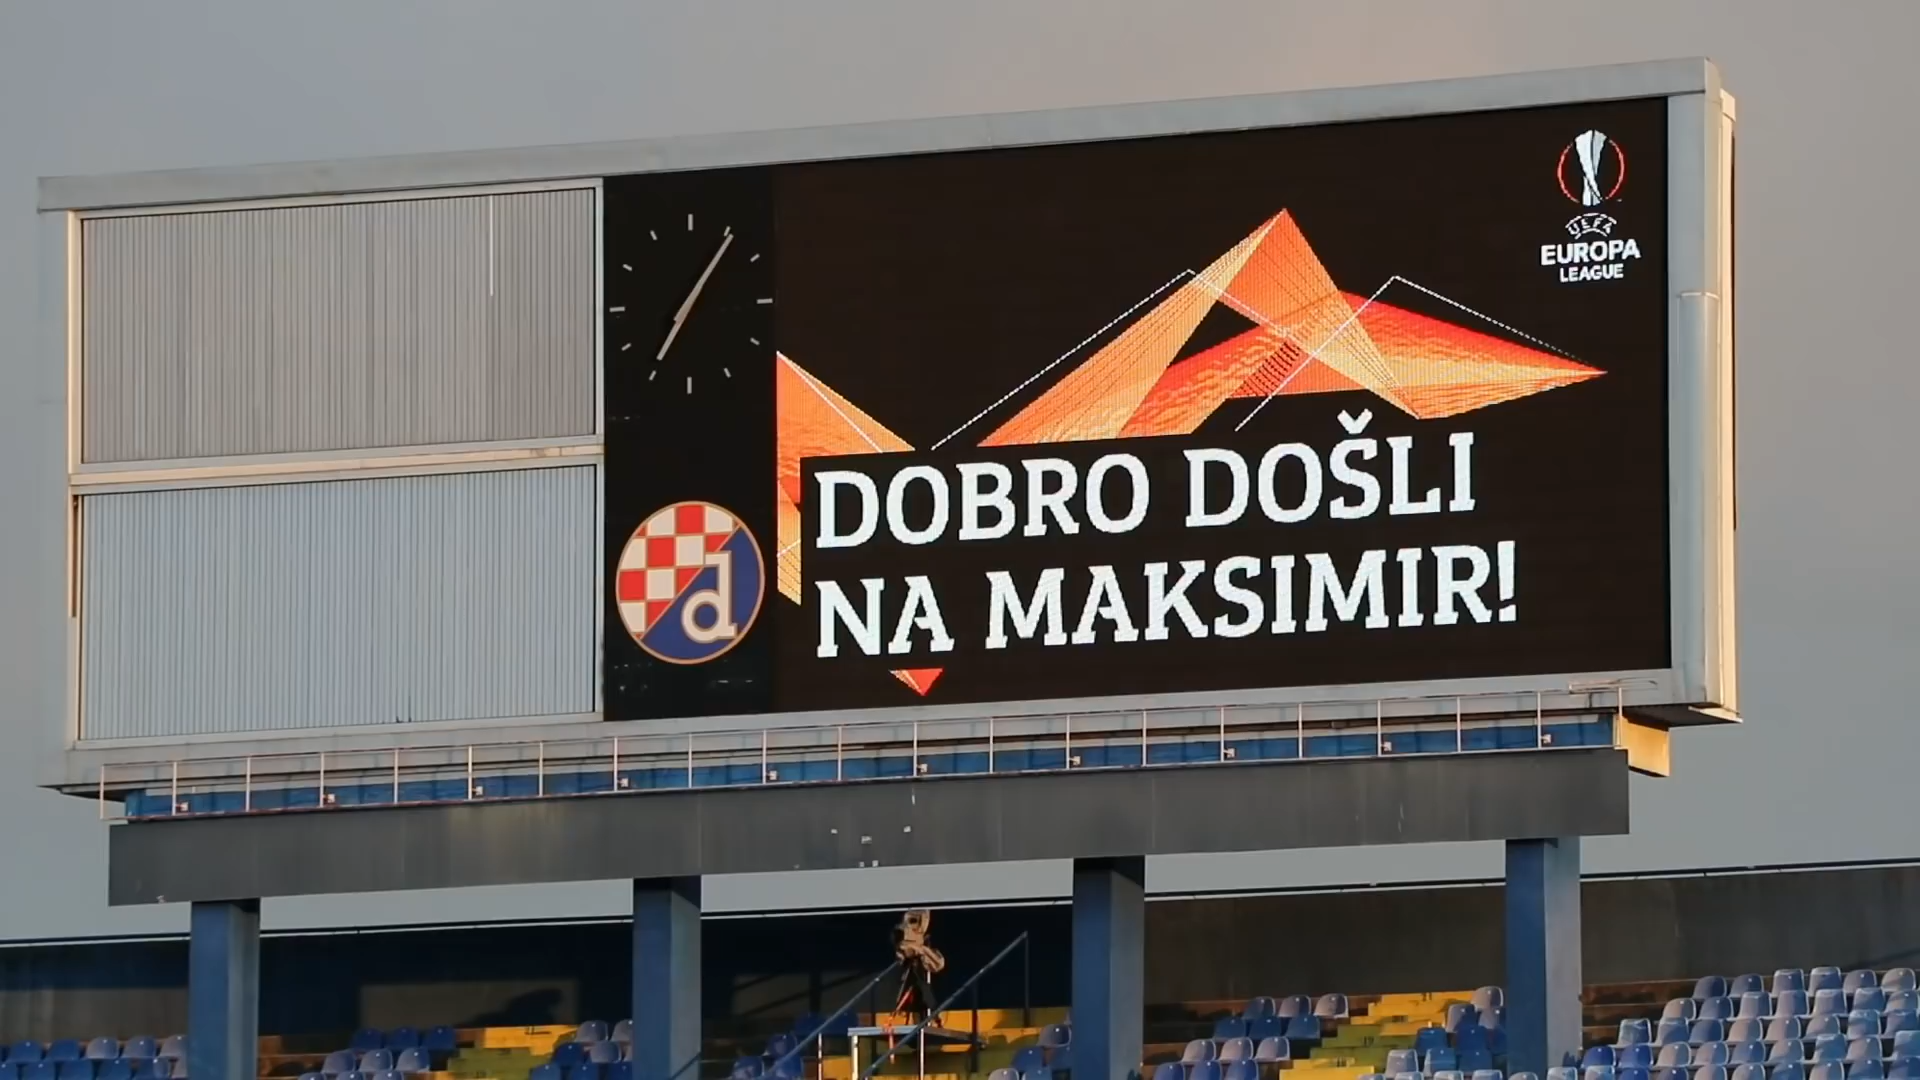 UEFA
EUROPA
LEAGUE
DOBRO DOŠLI
NA MAKSIMIR!
d